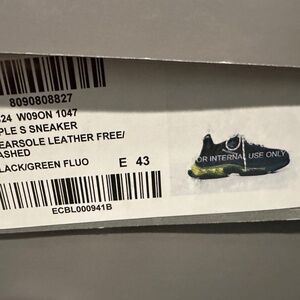 8090808827
24 W09ON 1047
PLE S SNEAKER
EARSOLE LEATHER FREE/
ASHED
LACK/GREEN FLUO E 43
OR INTERNAL USE ONLY
ECBL000941B